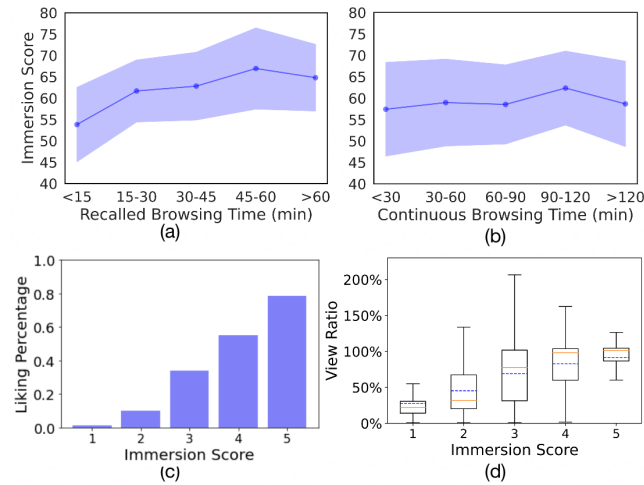 80
75
70
65
60
55
50
45
40
Immersion Score
<15 15-30 30-45 45-60 >60
Recalled Browsing Time (min)
(a)
80
75
70
65
60
55
50
45
40
<30 30-60 60-90 90-120 >120
Continuous Browsing Time (min)
(b)
1.0
0.8
0.6
0.4
0.2
0.0
Liking Percentage
1 2 3 4 5
Immersion Score
(c)
200%
150%
100%
50%
0%
View Ratio
1 2 3 4 5
Immersion Score
(d)